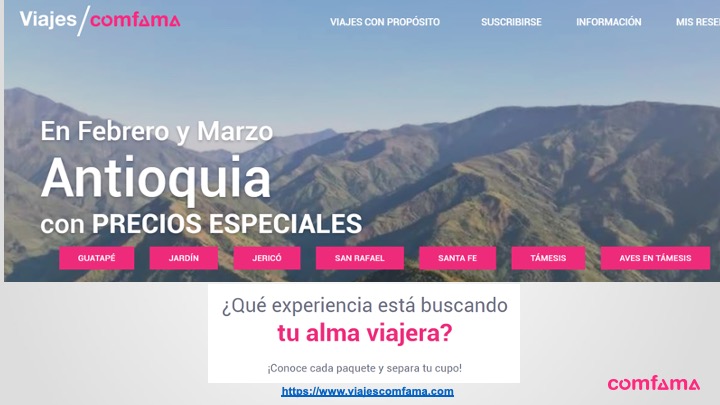 Viajes/comfama
VIAJES CON PROPÓSITO SUSCRIBIRSE INFORMACIÓN MIS RESE
En Febrero y Marzo
Antioquia
con PRECIOS ESPECIALES
GUATAPÉ JARDÍN JERICÓ SAN RAFAEL SANTA FE TÁMESIS AVES EN TÁMESIS
¿Qué experiencia está buscando
tu alma viajera?
¡Conoce cada paquete y separa tu cupo!
https://www.viajescomfama.com
comfama